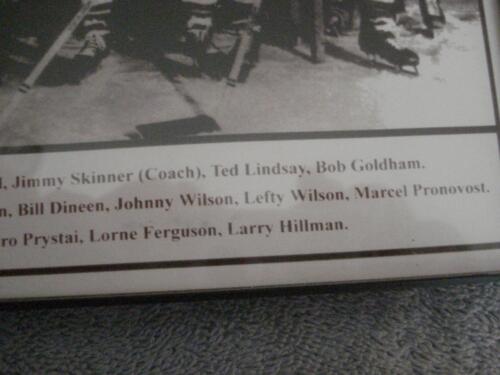 Jimmy Skinner (Coach), Ted Lindsay, Bob Goldham.
Bill Dineen, Johnny Wilson, Lefty Wilson, Marcel Pronovost.
ro Prystai, Lorne Ferguson, Larry Hillman.